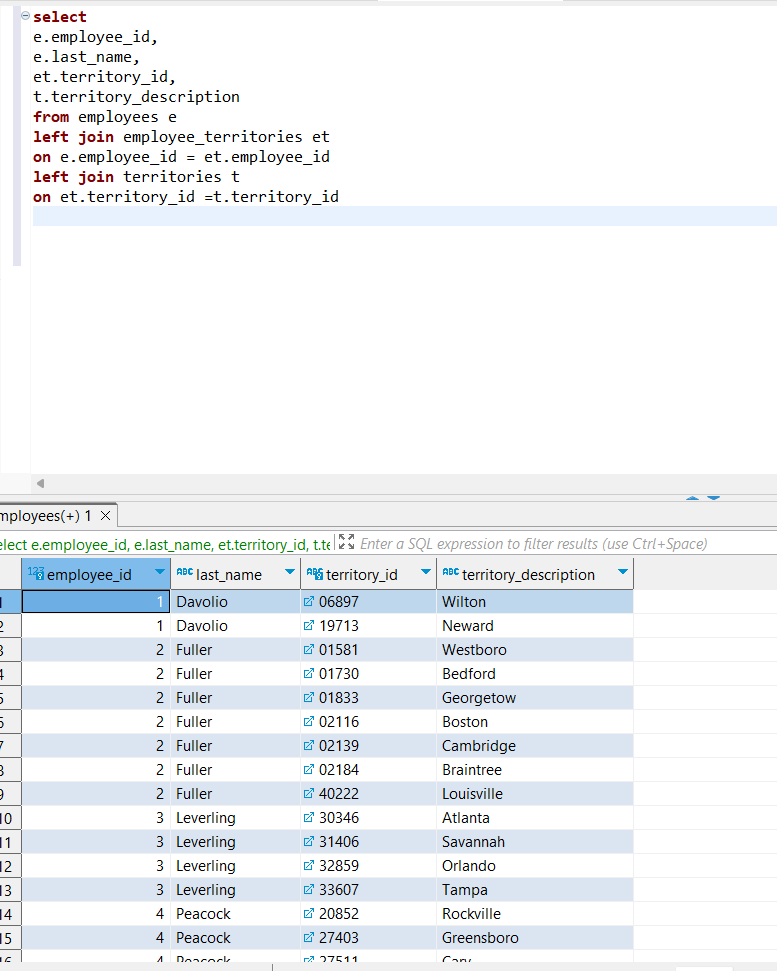 select
e.employee_id,
e.last_name,
et.territory_id,
t.territory_description
from employees e
left join employee_territories et
on e.employee_id = et.employee_id
left join territories t
on et.territory_id =t.territory_id
mployees(+) 1
elect e.employee_id, e.last_name, et.territory_id, t.te Enter a SQL expression to filter results (use Ctrl+Space)
123 employee_id ABC last_name ABC territory_id ABC territory_description
1 1 Davolio 06897 Wilton
2 1 Davolio 19713 Neward
3 2 Fuller 01581 Westboro
4 2 Fuller 01730 Bedford
5 2 Fuller 01833 Georgetow
6 2 Fuller 02116 Boston
7 2 Fuller 02139 Cambridge
8 2 Fuller 02184 Braintree
9 2 Fuller 40222 Louisville
10 3 Leverling 30346 Atlanta
11 3 Leverling 31406 Savannah
12 3 Leverling 32859 Orlando
13 3 Leverling 33607 Tampa
14 4 Peacock 20852 Rockville
15 4 Peacock 27403 Greensboro
16 4 Peacock 27511 Cary